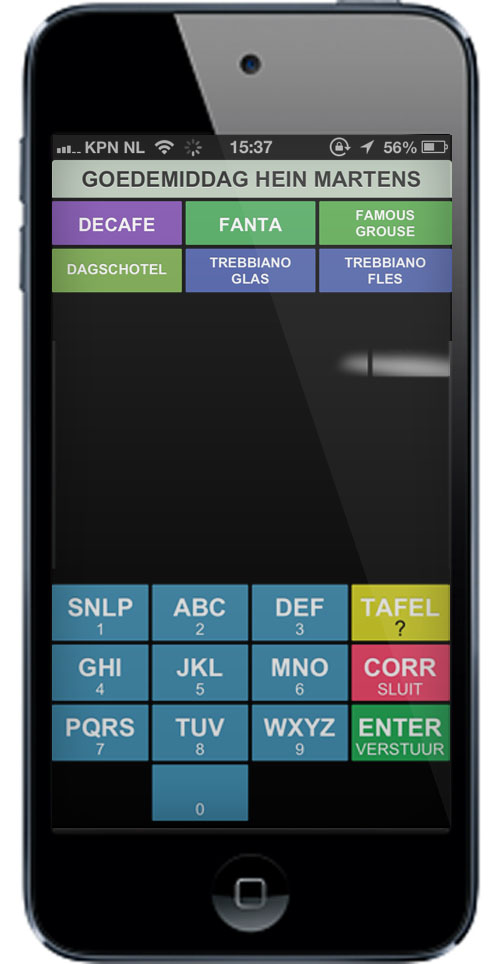 KPN NL 15:37 56%
GOEDEMIDDAG HEIN MARTENS
DECAFE FANTA FAMOUS
GROUSE
DAGSCHOTEL TREBBIANO
GLAS TREBBIANO
FLES
SNLP ABC DEF TAFEL
1 2 3 ?
GHI JKL MNO CORR
4 5 6 SLUIT
PQRS TUV WXYZ ENTER
7 8 9 VERSTUUR
0